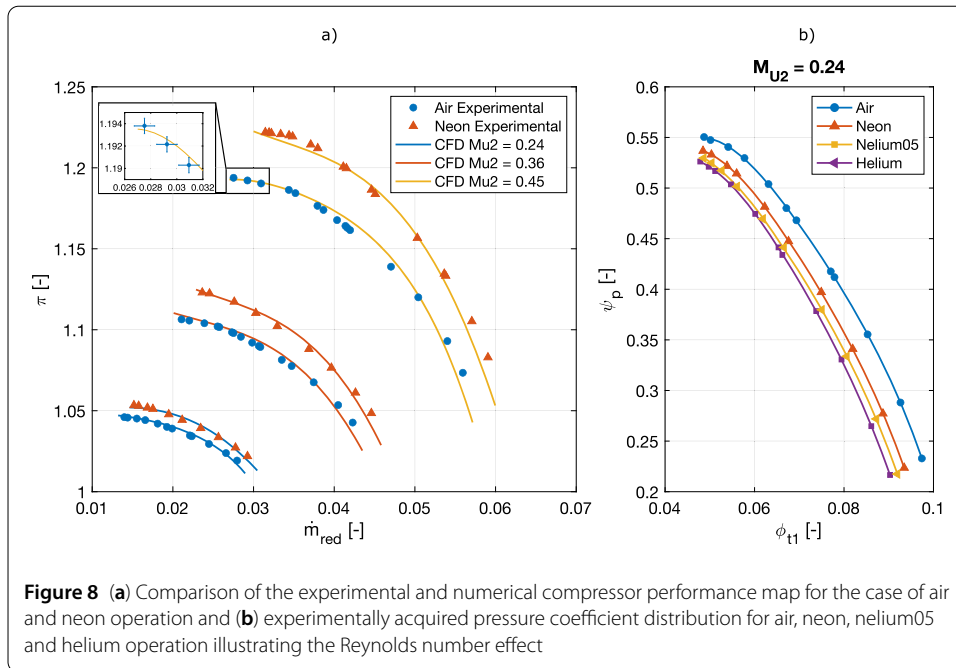 a)
1.25
1.2
1.15
1.1
1.05
1
π [-]
0.01 0.02 0.03 0.04 0.05 0.06 0.07
ṁred [-]
1.194
1.19
0.026 0.028 0.03 0.032
Air Experimental
Neon Experimental
CFD Mu2 = 0.24
CFD Mu2 = 0.36
CFD Mu2 = 0.45
b)
MU2 = 0.24
0.6
0.55
0.5
0.45
0.4
0.35
0.3
0.25
0.2
ψp [-]
0.04 0.06 0.08 0.1
ϕt1 [-]
Air
Neon
Nelium05
Helium
Figure 8 (a) Comparison of the experimental and numerical compressor performance map for the case of air
and neon operation and (b) experimentally acquired pressure coefficient distribution for air, neon, nelium05
and helium operation illustrating the Reynolds number effect